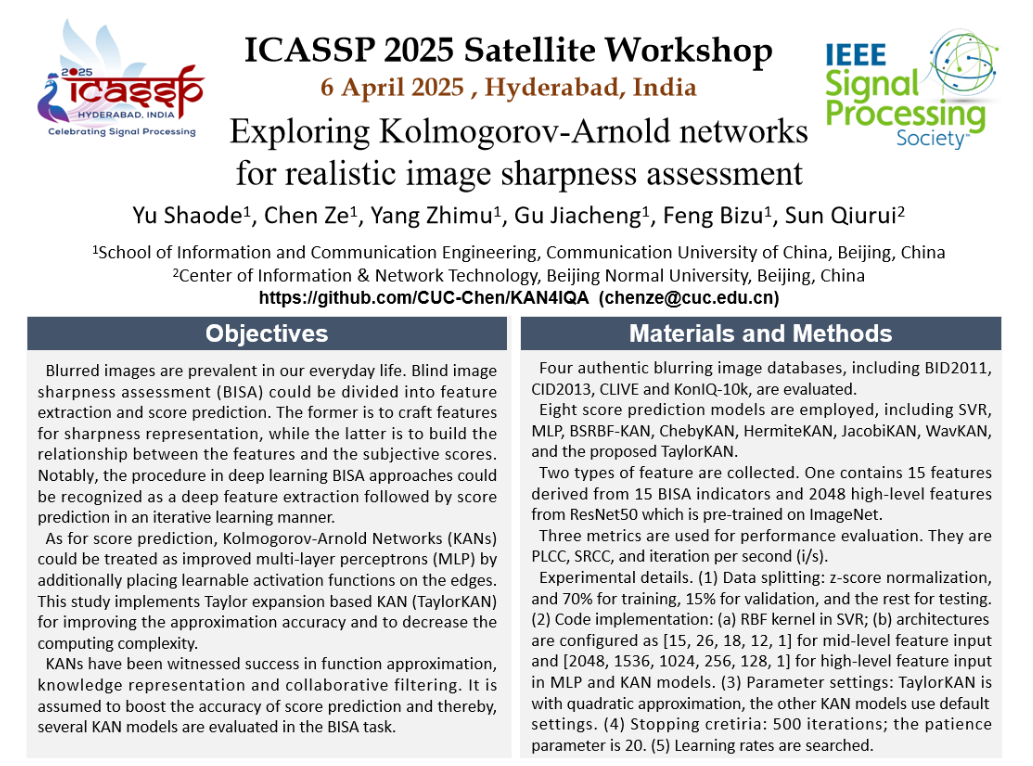 2025
icassp
HYDERABAD, INDIA
Celebrating Signal Processing
ICASSP 2025 Satellite Workshop
6 April 2025 , Hyderabad, India
IEEE
Signal
Processing
Society™
Exploring Kolmogorov-Arnold networks
for realistic image sharpness assessment
Yu Shaode¹, Chen Ze¹, Yang Zhimu¹, Gu Jiacheng¹, Feng Bizu¹, Sun Qiurui²
¹School of Information and Communication Engineering, Communication University of China, Beijing, China
²Center of Information & Network Technology, Beijing Normal University, Beijing, China
https://github.com/CUC-Chen/KAN4IQA (chenze@cuc.edu.cn)
Objectives
Blurred images are prevalent in our everyday life. Blind image
sharpness assessment (BISA) could be divided into feature
extraction and score prediction. The former is to craft features
for sharpness representation, while the latter is to build the
relationship between the features and the subjective scores.
Notably, the procedure in deep learning BISA approaches could
be recognized as a deep feature extraction followed by score
prediction in an iterative learning manner.
As for score prediction, Kolmogorov-Arnold Networks (KANs)
could be treated as improved multi-layer perceptrons (MLP) by
additionally placing learnable activation functions on the edges.
This study implements Taylor expansion based KAN (TaylorKAN)
for improving the approximation accuracy and to decrease the
computing complexity.
KANs have been witnessed success in function approximation,
knowledge representation and collaborative filtering. It is
assumed to boost the accuracy of score prediction and thereby,
several KAN models are evaluated in the BISA task.
Materials and Methods
Four authentic blurring image databases, including BID2011,
CID2013, CLIVE and KonIQ-10k, are evaluated.
Eight score prediction models are employed, including SVR,
MLP, BSRBF-KAN, ChebyKAN, HermiteKAN, JacobiKAN, WavKAN,
and the proposed TaylorKAN.
Two types of feature are collected. One contains 15 features
derived from 15 BISA indicators and 2048 high-level features
from ResNet50 which is pre-trained on ImageNet.
Three metrics are used for performance evaluation. They are
PLCC, SRCC, and iteration per second (i/s).
Experimental details. (1) Data splitting: z-score normalization,
and 70% for training, 15% for validation, and the rest for testing.
(2) Code implementation: (a) RBF kernel in SVR; (b) architectures
are configured as [15, 26, 18, 12, 1] for mid-level feature input
and [2048, 1536, 1024, 256, 128, 1] for high-level feature input
in MLP and KAN models. (3) Parameter settings: TaylorKAN is
with quadratic approximation, the other KAN models use default
settings. (4) Stopping cretiria: 500 iterations; the patience
parameter is 20. (5) Learning rates are searched.